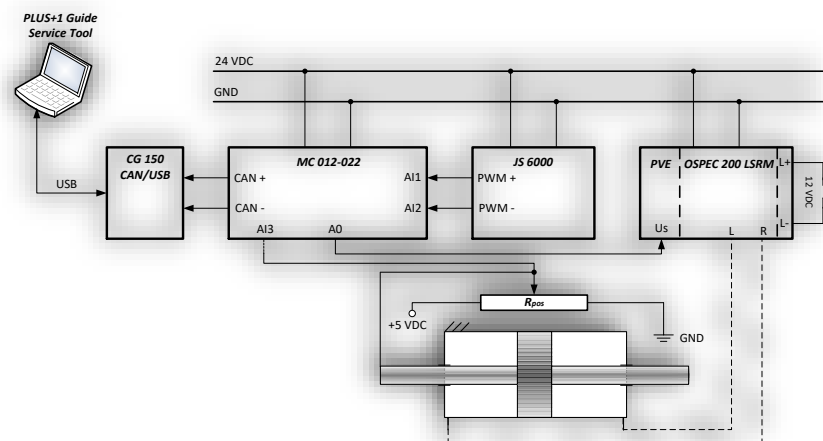 PLUS+1 Guide
Service Tool
24 VDC
GND
CG 150
CAN/USB
USB
MC 012-022
CAN +
CAN -
AI1
AI2
AI3
A0
JS 6000
PWM +
PWM -
PVE
OSPEC 200 LSRM
L+
L-
12 VDC
Us
L
R
Rpos
+5 VDC
GND